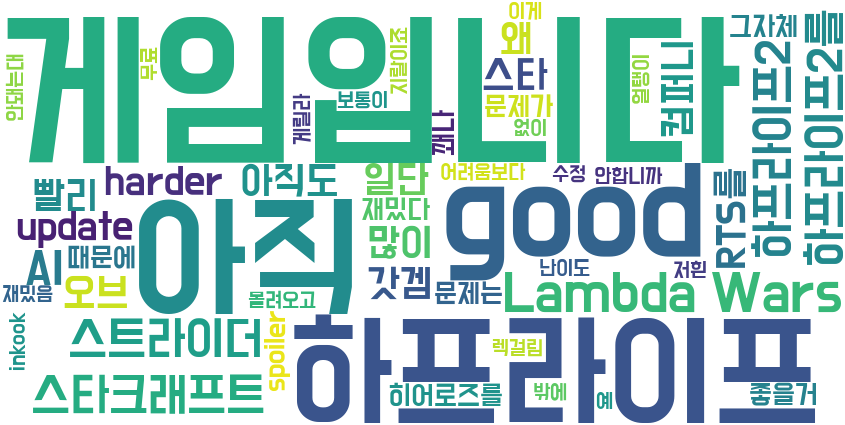 이게
게임입니다
안돼는대
무료
보통이
지랄이죠
왜
스타
문제가
없이
게릴라
꽤나
얼탱이
컴퍼니
그자체
하프라이프2
하프라이프2를
RTS를
빨리
harder
아직도
일단
어려움보다
수정
안합니까
재밌다
good
update
아직
많이
AI
때문에
갓겜
문제는
난이도
저흰
재밌음
오브
몰려오고
Lambda Wars
inkook
스트라이더
spoiler
하프라이프
렉걸림
스타크래프트
히어로즈를
밖에
예
좋을거